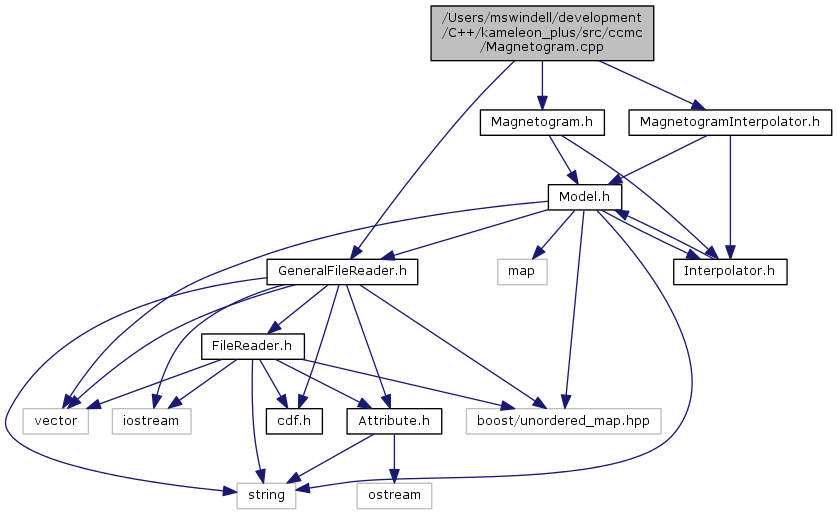 /Users/mswindell/development
/C++/kameleon_plus/src/ccmc
/Magnetogram.cpp
Magnetogram.h
MagnetogramInterpolator.h
Model.h
GeneralFileReader.h
map
Interpolator.h
FileReader.h
vector
iostream
cdf.h
Attribute.h
boost/unordered_map.hpp
string
ostream